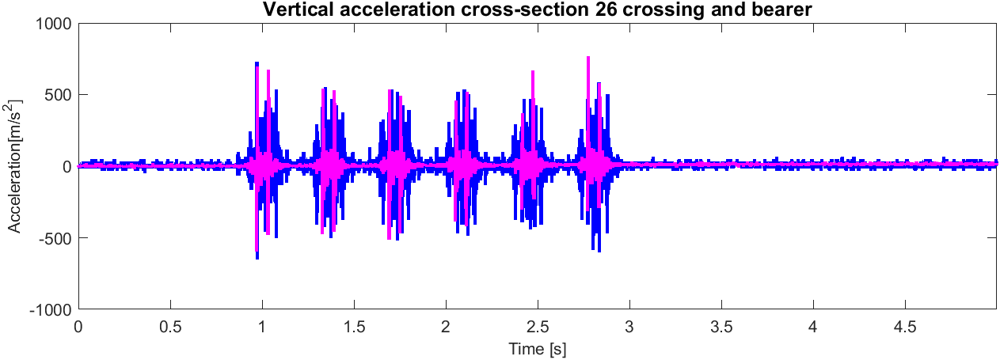 Vertical acceleration cross-section 26 crossing and bearer
1000
500
0
-500
-1000
Acceleration[m/s²]
0 0.5 1 1.5 2 2.5 3 3.5 4 4.5
Time [s]